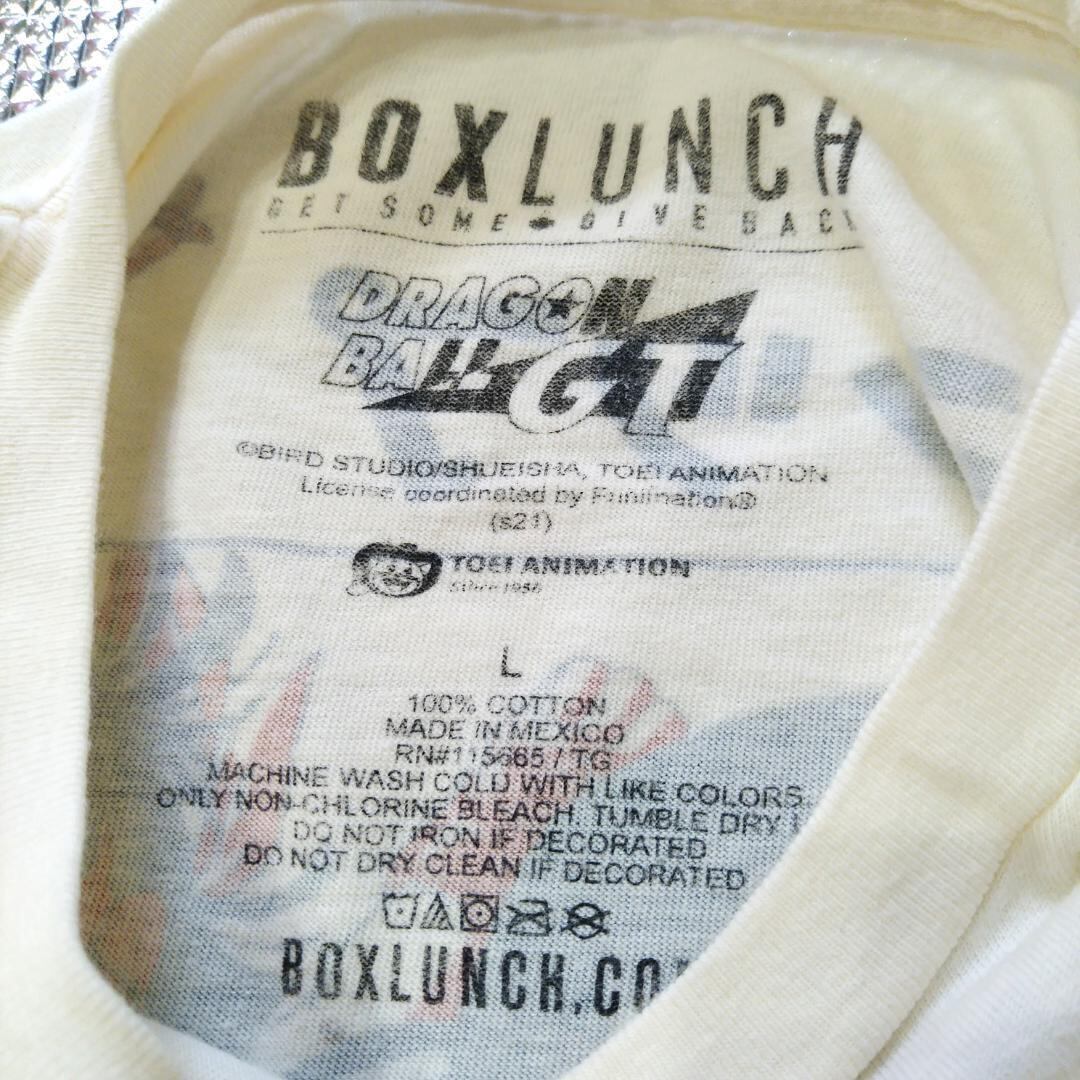 BOXLUNCH
GET SOME GIVE BACK
DRAGON
BALL GT
©BIRD STUDIO/SHUEISHA, TOEI ANIMATION
License coordinated by Funimation®
(s21)
TOEI ANIMATION
Since 1956
L
100% COTTON
MADE IN MEXICO
RN#115665 / TG
MACHINE WASH COLD WITH LIKE COLORS.
ONLY NON-CHLORINE BLEACH. TUMBLE DRY L
DO NOT IRON IF DECORATED
DO NOT DRY CLEAN IF DECORATED
BOXLUNCH.CO